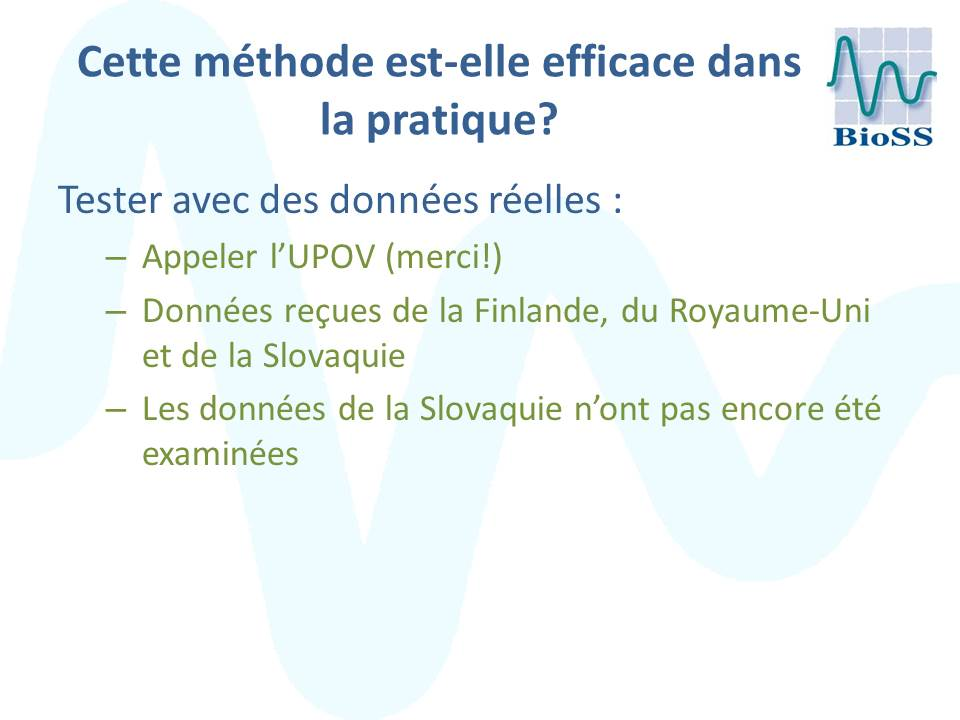 Cette méthode est-elle efficace dans
la pratique?
BioSS
Tester avec des données réelles :
– Appeler l’UPOV (merci!)
– Données reçues de la Finlande, du Royaume-Uni
et de la Slovaquie
– Les données de la Slovaquie n’ont pas encore été
examinées